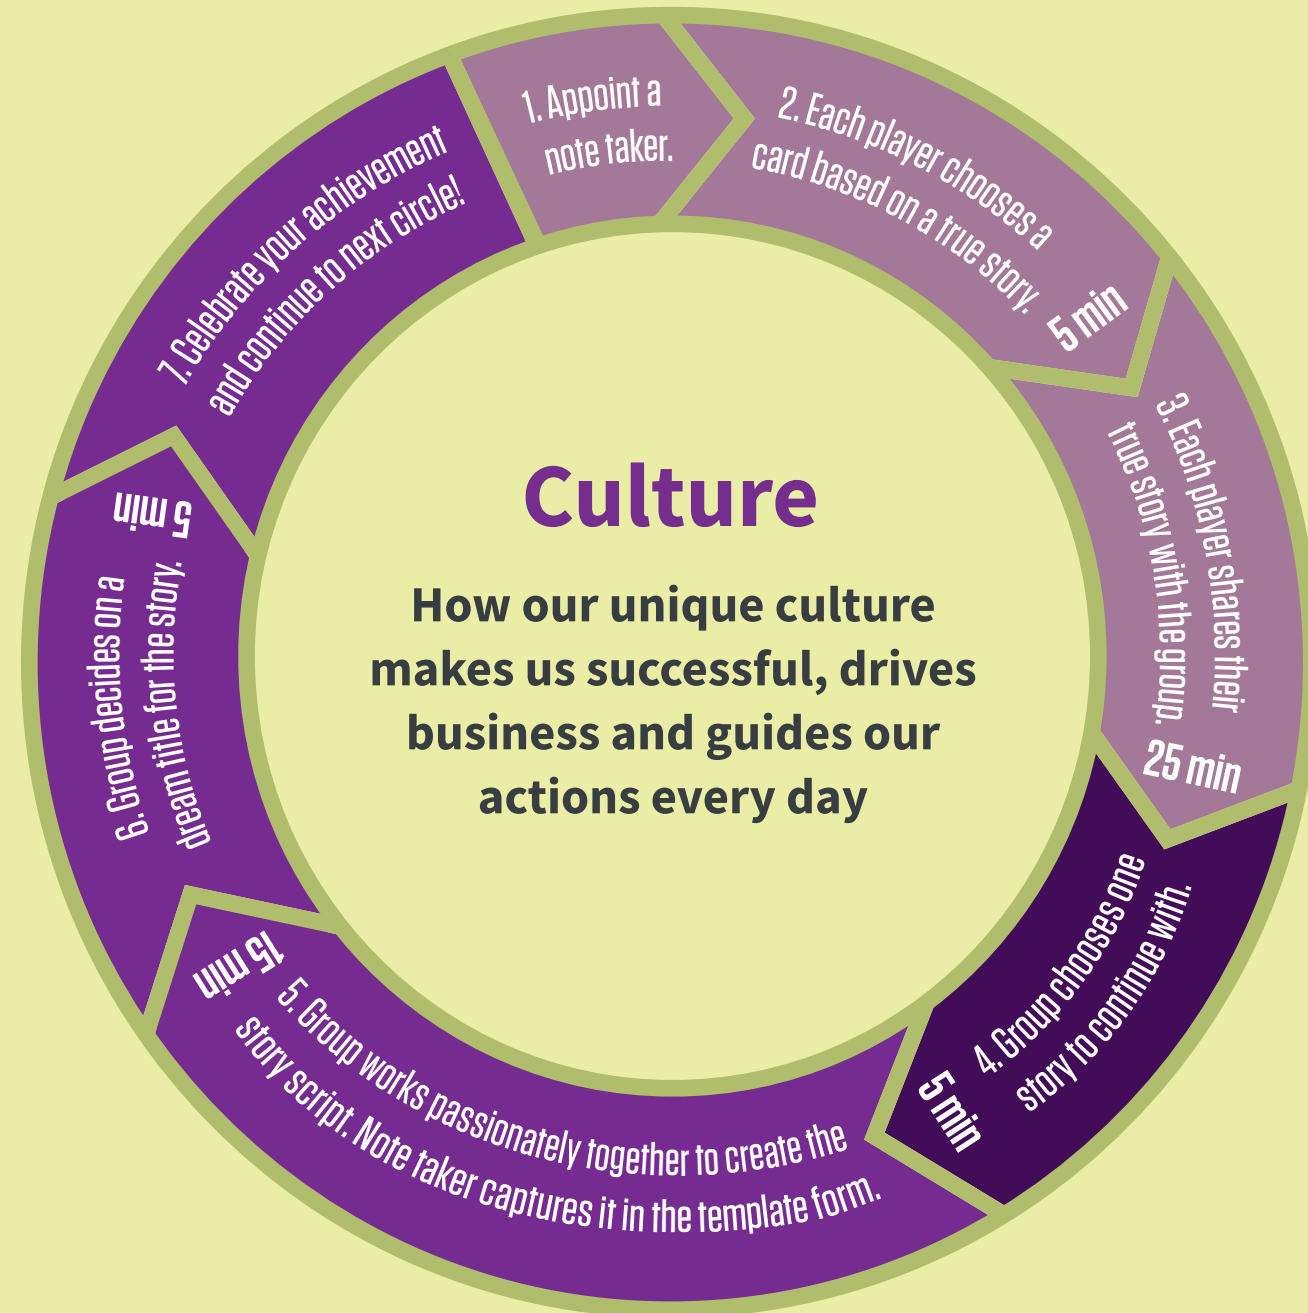 1. Appoint a
note taker.
2. Each player chooses a
card based on a true story.
5 min
3. Each player shares their
true story with the group.
25 min
4. Group chooses one
story to continue with.
5 min
5. Group works passionately together to create the
story script. Note taker captures it in the template form.
15 min
6. Group decides on a
dream title for the story.
5 min
7. Celebrate your achievement
and continue to next circle!
Culture
How our unique culture
makes us successful, drives
business and guides our
actions every day